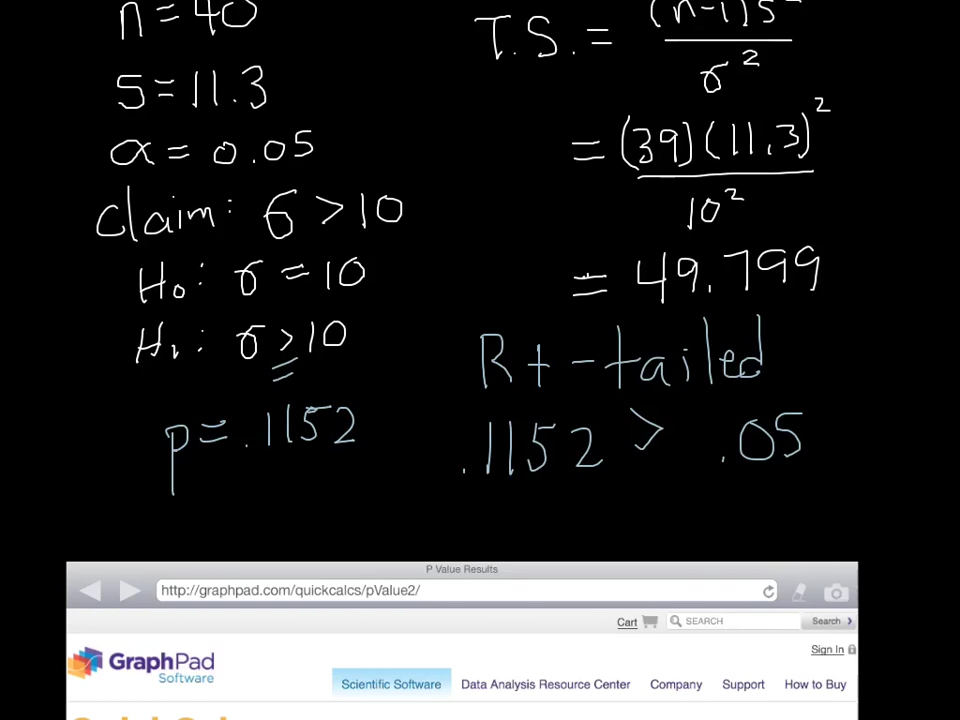 n = 40
s = 11.3
α = 0.05
Claim: σ > 10
H₀: σ = 10
H₁: σ > 10
p = .1152
T.S. = (n-1)s²
σ²
= (39)(11.3)²
10²
= 49.799
Rt-tailed
.1152 > .05
P Value Results
http://graphpad.com/quickcalcs/pValue2/
Cart SEARCH Search
Sign In
GraphPad
Software
Scientific Software Data Analysis Resource Center Company Support How to Buy